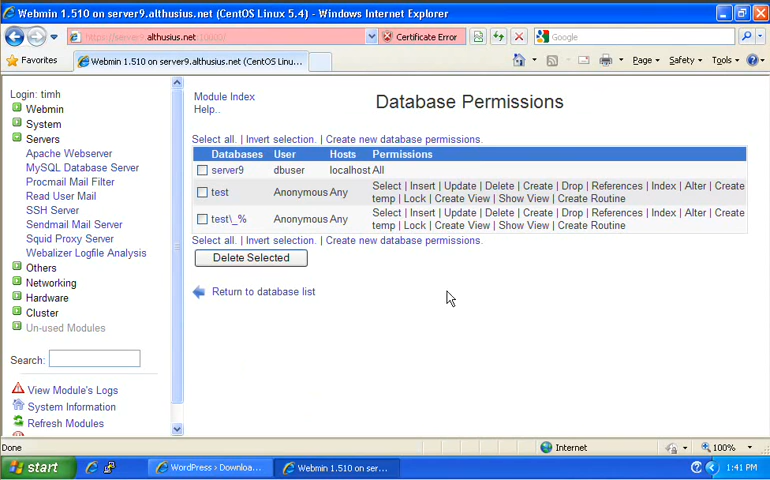 Webmin 1.510 on server9.althusius.net (CentOS Linux 5.4) - Windows Internet Explorer
https://server9.althusius.net:10000/
Certificate Error
Google
Favorites
Webmin 1.510 on server9.althusius.net (CentOS Linu...
Page
Safety
Tools
Login: timh
Webmin
System
Servers
Apache Webserver
MySQL Database Server
Procmail Mail Filter
Read User Mail
SSH Server
Sendmail Mail Server
Squid Proxy Server
Webalizer Logfile Analysis
Others
Networking
Hardware
Cluster
Un-used Modules
Search:
View Module's Logs
System Information
Refresh Modules
Module Index
Help..
Database Permissions
Select all. | Invert selection. | Create new database permissions.
Databases User Hosts Permissions
server9 dbuser localhost All
test Anonymous Any Select | Insert | Update | Delete | Create | Drop | References | Index | Alter | Create
temp | Lock | Create View | Show View | Create Routine
test\_% Anonymous Any Select | Insert | Update | Delete | Create | Drop | References | Index | Alter | Create
temp | Lock | Create View | Show View | Create Routine
Select all. | Invert selection. | Create new database permissions.
Delete Selected
Return to database list
Done
Internet
100%
start
WordPress › Downloa...
Webmin 1.510 on ser...
1:41 PM